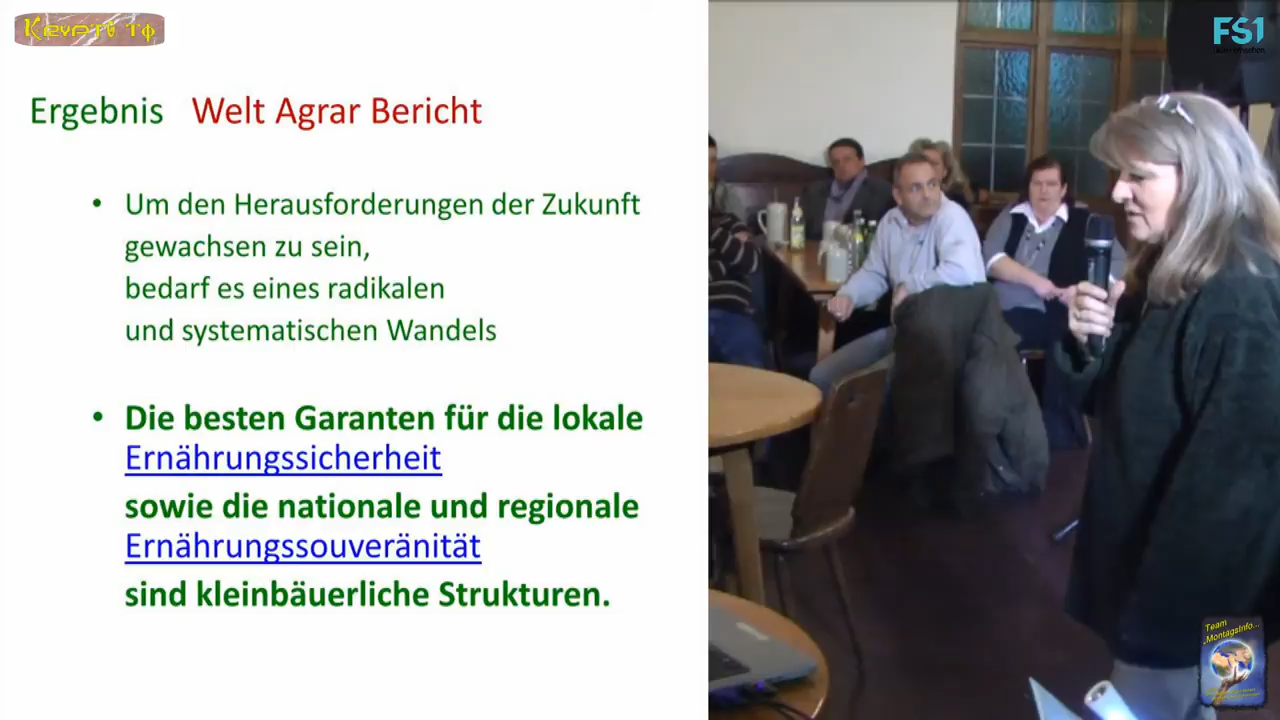 Krypti TV
FS1
Ergebnis Welt Agrar Bericht
• Um den Herausforderungen der Zukunft
gewachsen zu sein,
bedarf es eines radikalen
und systematischen Wandels
• Die besten Garanten für die lokale
Ernährungssicherheit
sowie die nationale und regionale
Ernährungssouveränität
sind kleinbäuerliche Strukturen.
Team
„MontagsInfo...